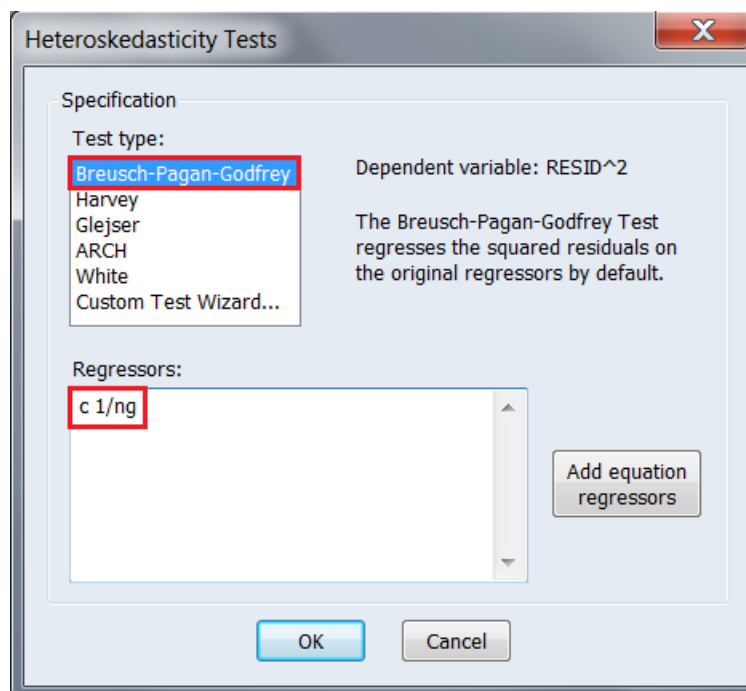 Heteroskedasticity Tests
X
Specification
Test type:
Breusch-Pagan-Godfrey
Harvey
Glejser
ARCH
White
Custom Test Wizard...
Dependent variable: RESID^2
The Breusch-Pagan-Godfrey Test
regresses the squared residuals on
the original regressors by default.
Regressors:
c 1/ng
Add equation
regressors
OK
Cancel